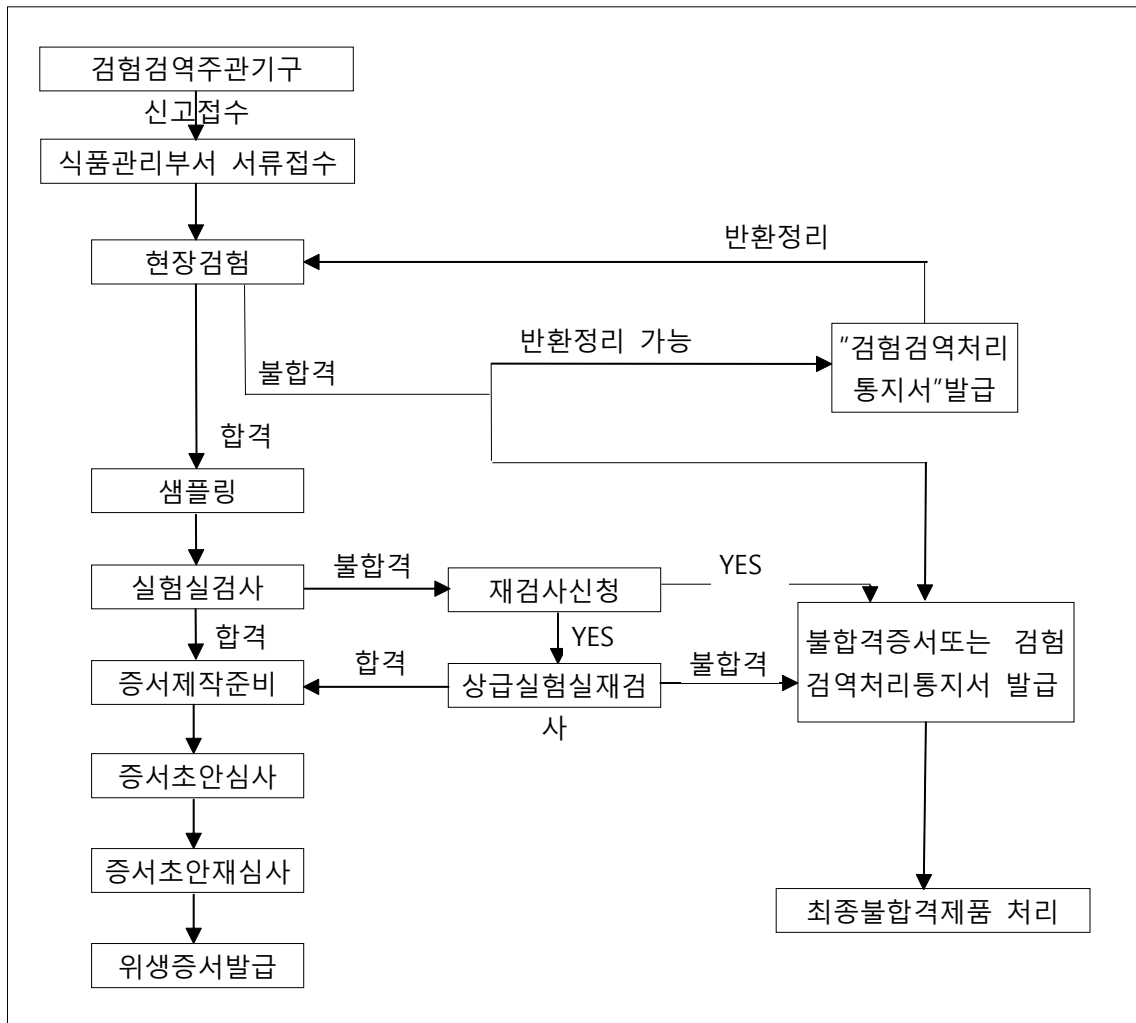 검험검역주관기구
신고접수
식품관리부서 서류접수
반환정리
현장검험
반환정리 가능
"검험검역처리
통지서"발급
불합격
합격
샘플링
실험실검사
불합격
재검사신청
YES
합격
YES
불합격증서또는 검험
검역처리통지서 발급
증서제작준비
합격
상급실험실재검
사
불합격
증서초안심사
증서초안재심사
최종불합격제품 처리
위생증서발급